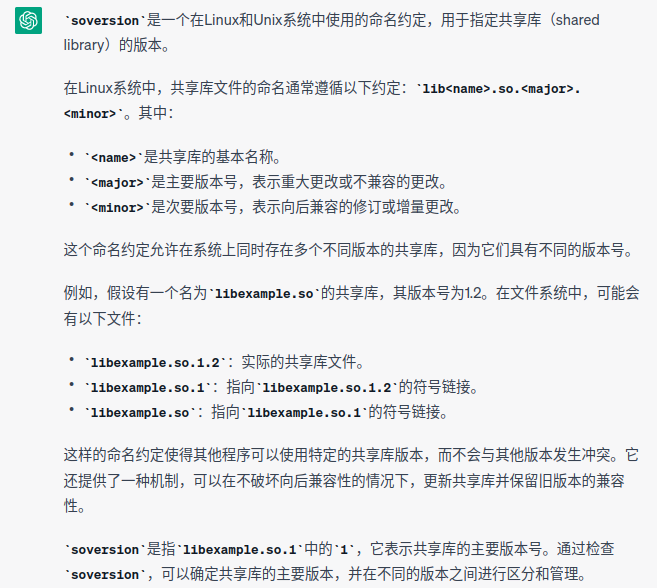 `soversion`是一个在Linux和Unix系统中使用的命名约定，用于指定共享库（shared
library）的版本。
在Linux系统中，共享库文件的命名通常遵循以下约定：`lib<name>.so.<major>.
<minor>`。其中：
• `<name>`是共享库的基本名称。
• `<major>`是主要版本号，表示重大更改或不兼容的更改。
• `<minor>`是次要版本号，表示向后兼容的修订或增量更改。
这个命名约定允许在系统上同时存在多个不同版本的共享库，因为它们具有不同的版本号。
例如，假设有一个名为`libexample.so`的共享库，其版本号为1.2。在文件系统中，可能会
有以下文件：
• `libexample.so.1.2`：实际的共享库文件。
• `libexample.so.1`：指向`libexample.so.1.2`的符号链接。
• `libexample.so`：指向`libexample.so.1`的符号链接。
这样的命名约定使得其他程序可以使用特定的共享库版本，而不会与其他版本发生冲突。它
还提供了一种机制，可以在不破坏向后兼容性的情况下，更新共享库并保留旧版本的兼容
性。
`soversion`是指`libexample.so.1`中的`1`，它表示共享库的主要版本号。通过检查
`soversion`，可以确定共享库的主要版本，并在不同的版本之间进行区分和管理。